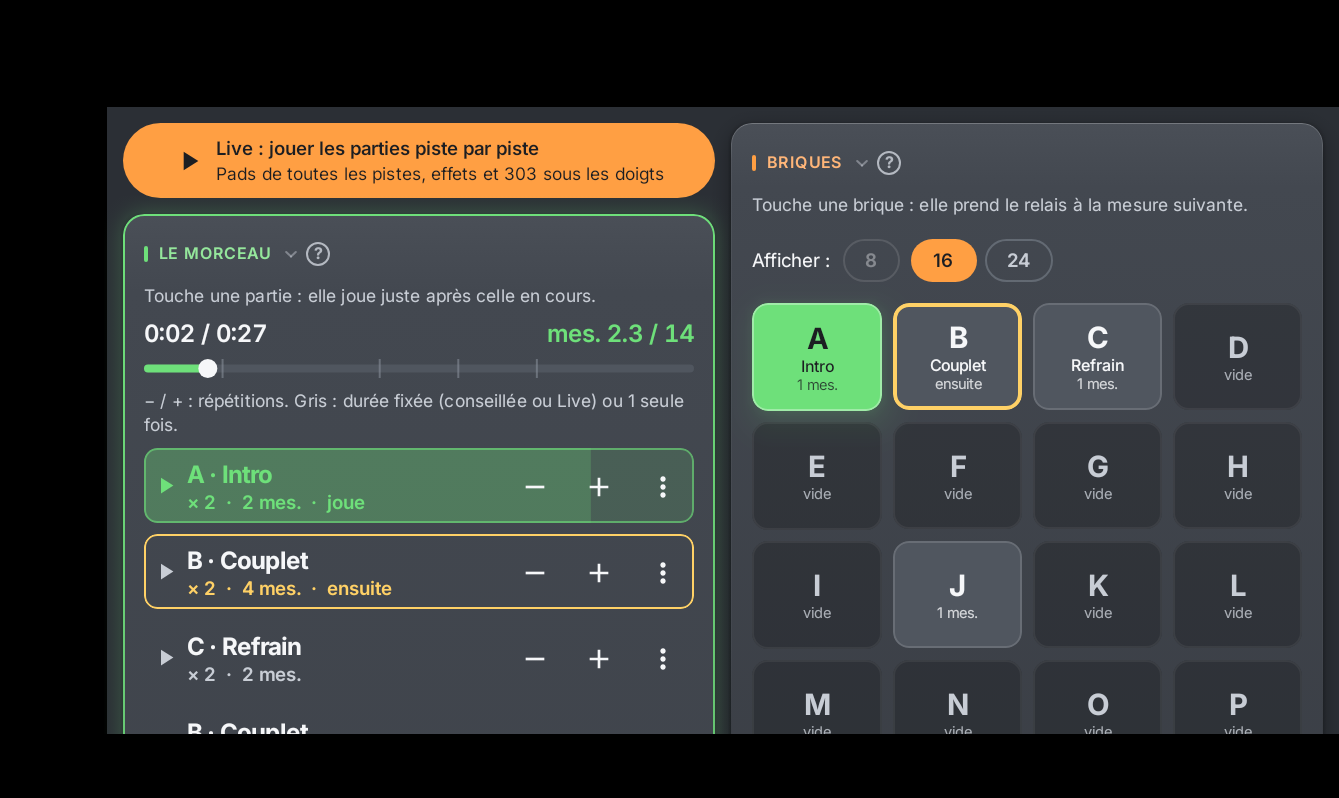 Live : jouer les parties piste par piste
Pads de toutes les pistes, effets et 303 sous les doigts
LE MORCEAU ?
Touche une partie : elle joue juste après celle en cours.
0:02 / 0:27
mes. 2.3 / 14
− / + : répétitions. Gris : durée fixée (conseillée ou Live) ou 1 seule
fois.
A · Intro
× 2 · 2 mes. · joue
− +
B · Couplet
× 2 · 4 mes. · ensuite
− +
C · Refrain
× 2 · 2 mes.
− +
B · Couplet
BRIQUES ?
Touche une brique : elle prend le relais à la mesure suivante.
Afficher : 8 16 24
A
Intro
1 mes.
B
Couplet
ensuite
C
Refrain
1 mes.
D
vide
E
vide
F
vide
G
vide
H
vide
I
vide
J
1 mes.
K
vide
L
vide
M
vide
N
vide
O
vide
P
vide